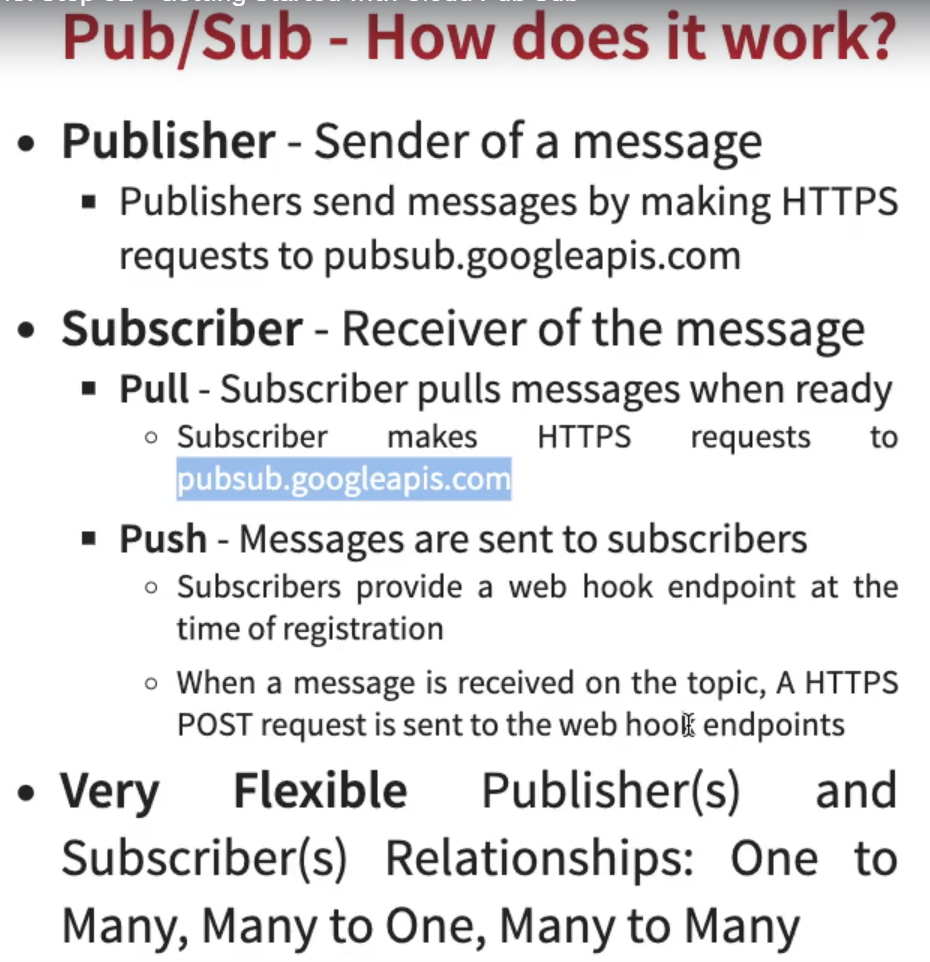 Pub/Sub - How does it work?
• Publisher - Sender of a message
▪ Publishers send messages by making HTTPS
requests to pubsub.googleapis.com
• Subscriber - Receiver of the message
▪ Pull - Subscriber pulls messages when ready
○ Subscriber makes HTTPS requests to
pubsub.googleapis.com
▪ Push - Messages are sent to subscribers
○ Subscribers provide a web hook endpoint at the
time of registration
○ When a message is received on the topic, A HTTPS
POST request is sent to the web hook endpoints
• Very Flexible Publisher(s) and
Subscriber(s) Relationships: One to
Many, Many to One, Many to Many